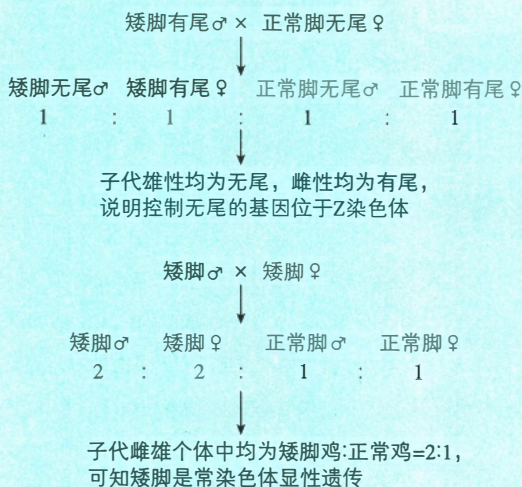 矮脚有尾♂ × 正常脚无尾♀
矮脚无尾♂ 矮脚有尾♀ 正常脚无尾♂ 正常脚有尾♀
1 : 1 : 1 : 1
子代雄性均为无尾，雌性均为有尾，
说明控制无尾的基因位于Z染色体
矮脚♂ × 矮脚♀
矮脚♂ 矮脚♀ 正常脚♂ 正常脚♀
2 : 2 : 1 : 1
子代雌雄个体中均为矮脚鸡:正常鸡=2:1，
可知矮脚是常染色体显性遗传